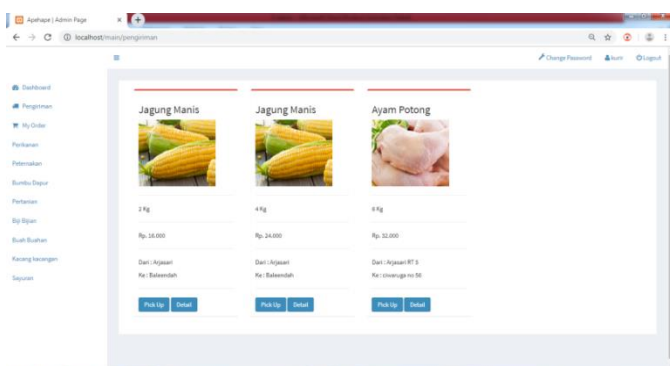 Apehape | Admin Page
localhost/main/pengiriman
Change Password kurir Logout
Dashboard
Pengiriman
My Order
Perikanan
Peternakan
Bumbu Dapur
Pertanian
Biji Bijian
Buah Buahan
Kacang kacangan
Sayuran
Jagung Manis
2 Kg
Rp. 16.000
Dari : Arjasari
Ke : Baleendah
Pick Up Detail
Jagung Manis
4 Kg
Rp. 24.000
Dari : Arjasari
Ke : Baleendah
Pick Up Detail
Ayam Potong
6 Kg
Rp. 32.000
Dari : Arjasari RT 5
Ke : ciwaruga no 56
Pick Up Detail